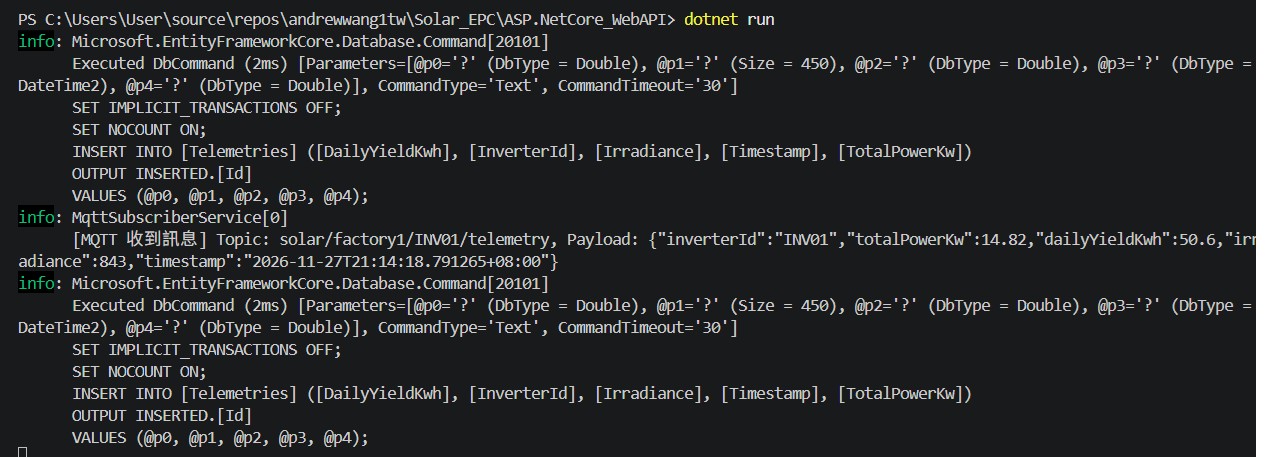 PS C:\Users\User\source\repos\andrewwang1tw\Solar_EPC\ASP.NetCore_WebAPI> dotnet run
info: Microsoft.EntityFrameworkCore.Database.Command[20101]
Executed DbCommand (2ms) [Parameters=[@p0='?' (DbType = Double), @p1='?' (Size = 450), @p2='?' (DbType = Double), @p3='?' (DbType =
DateTime2), @p4='?' (DbType = Double)], CommandType='Text', CommandTimeout='30']
SET IMPLICIT_TRANSACTIONS OFF;
SET NOCOUNT ON;
INSERT INTO [Telemetries] ([DailyYieldKwh], [InverterId], [Irradiance], [Timestamp], [TotalPowerKw])
OUTPUT INSERTED.[Id]
VALUES (@p0, @p1, @p2, @p3, @p4);
info: MqttSubscriberService[0]
[MQTT 收到訊息] Topic: solar/factory1/INV01/telemetry, Payload: {"inverterId":"INV01","totalPowerKw":14.82,"dailyYieldKwh":50.6,"irr
adiance":843,"timestamp":"2026-11-27T21:14:18.791265+08:00"}
info: Microsoft.EntityFrameworkCore.Database.Command[20101]
Executed DbCommand (2ms) [Parameters=[@p0='?' (DbType = Double), @p1='?' (Size = 450), @p2='?' (DbType = Double), @p3='?' (DbType =
DateTime2), @p4='?' (DbType = Double)], CommandType='Text', CommandTimeout='30']
SET IMPLICIT_TRANSACTIONS OFF;
SET NOCOUNT ON;
INSERT INTO [Telemetries] ([DailyYieldKwh], [InverterId], [Irradiance], [Timestamp], [TotalPowerKw])
OUTPUT INSERTED.[Id]
VALUES (@p0, @p1, @p2, @p3, @p4);